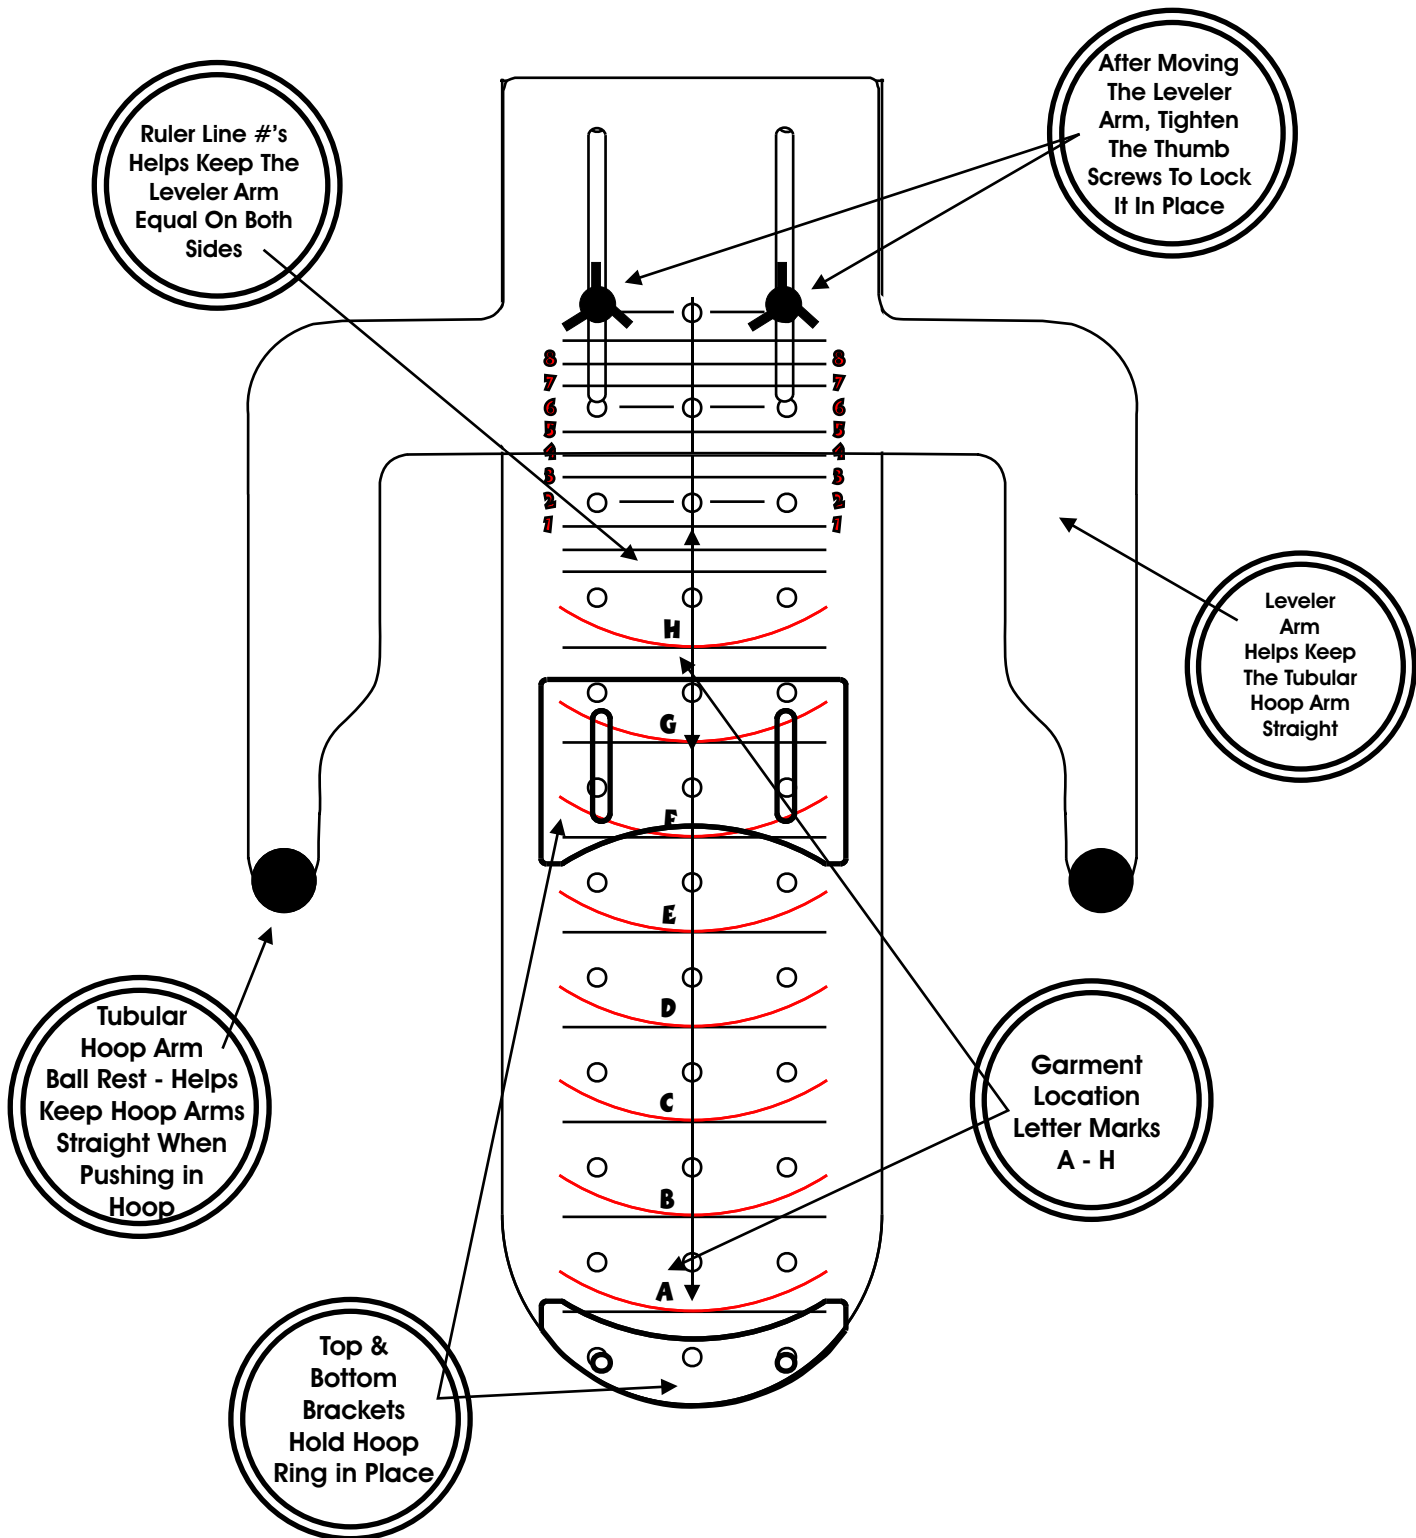 Ruler Line #'s
Helps Keep The
Leveler Arm
Equal On Both
Sides
After Moving
The Leveler
Arm, Tighten
The Thumb
Screws To Lock
It In Place
8 8
7 7
6 6
5 5
4 4
3 3
2 2
1 1
Leveler
Arm
Helps Keep
The Tubular
Hoop Arm
Straight
H
G
F
E
D
C
B
A
Tubular
Hoop Arm
Ball Rest - Helps
Keep Hoop Arms
Straight When
Pushing in
Hoop
Garment
Location
Letter Marks
A - H
Top &
Bottom
Brackets
Hold Hoop
Ring in Place